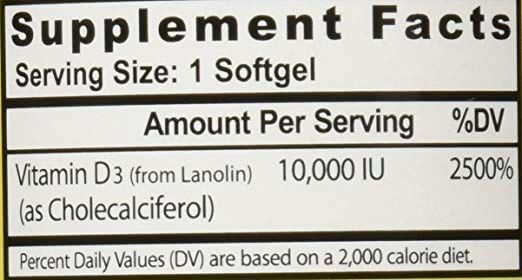 Supplement Facts
Serving Size: 1 Softgel
Amount Per Serving %DV
Vitamin D3 (from Lanolin) 10,000 IU 2500%
(as Cholecalciferol)
Percent Daily Values (DV) are based on a 2,000 calorie diet.